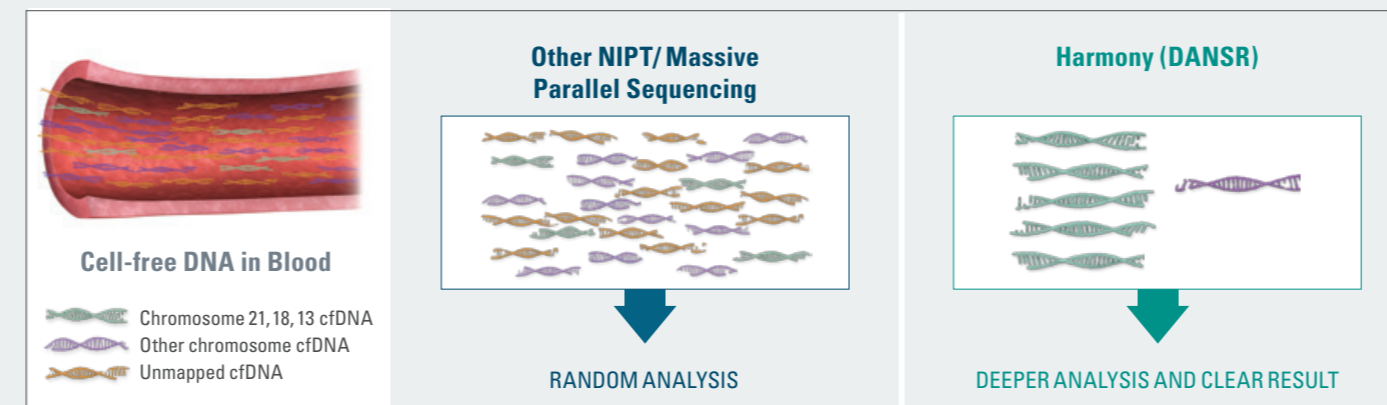 Cell-free DNA in Blood
Chromosome 21, 18, 13 cfDNA
Other chromosome cfDNA
Unmapped cfDNA
Other NIPT/ Massive
Parallel Sequencing
RANDOM ANALYSIS
Harmony (DANSR)
DEEPER ANALYSIS AND CLEAR RESULT